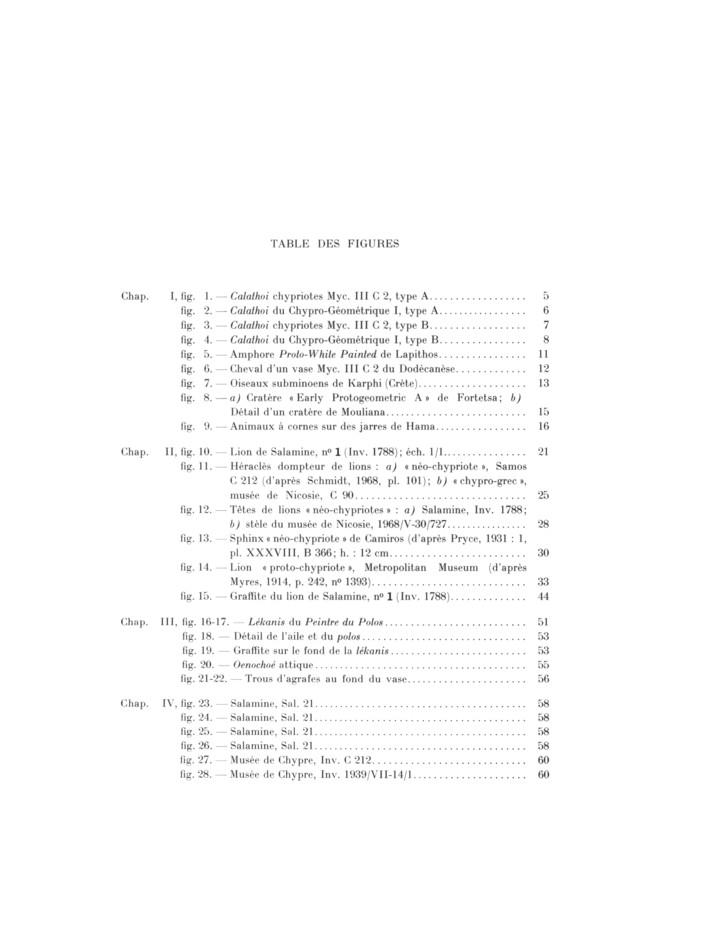 TABLE DES FIGURES
Chap. I, fig. 1. — Calathoi chypriotes Myc. III C 2, type A.................. 5
fig. 2. — Calathoi du Chypro-Géométrique I, type A................ 6
fig. 3. — Calathoi chypriotes Myc. III C 2, type B.................. 7
fig. 4. — Calathoi du Chypro-Géométrique I, type B................ 8
fig. 5. — Amphore Proto-White Painted de Lapithos................ 11
fig. 6. — Cheval d'un vase Myc. III C 2 du Dodécanèse............. 12
fig. 7. — Oiseaux subminoens de Karphi (Crète).................... 13
fig. 8. — a) Cratère « Early Protogeometric A » de Fortetsa; b)
Détail d'un cratère de Mouliana.......................... 15
fig. 9. — Animaux à cornes sur des jarres de Hama................. 16
Chap. II, fig. 10. — Lion de Salamine, nº 1 (Inv. 1788); éch. 1/1................ 21
fig. 11. — Héraclès dompteur de lions : a) « néo-chypriote », Samos
C 212 (d'après Schmidt, 1968, pl. 101); b) « chypro-grec »,
musée de Nicosie, C 90................................ 25
fig. 12. — Têtes de lions « néo-chypriotes » : a) Salamine, Inv. 1788;
b) stèle du musée de Nicosie, 1968/V-30/727............... 28
fig. 13. — Sphinx « néo-chypriote » de Camiros (d'après Pryce, 1931 : 1,
pl. XXXVIII, B 366; h. : 12 cm.......................... 30
fig. 14. — Lion « proto-chypriote », Metropolitan Museum (d'après
Myres, 1914, p. 242, nº 1393)............................. 33
fig. 15. — Graffite du lion de Salamine, nº 1 (Inv. 1788).............. 44
Chap. III, fig. 16-17. — Lékanis du Peintre du Polos........................... 51
fig. 18. — Détail de l'aile et du polos............................... 53
fig. 19. — Graffite sur le fond de la lékanis.......................... 53
fig. 20. — Oenochoé attique........................................ 55
fig. 21-22. — Trous d'agrafes au fond du vase...................... 56
Chap. IV, fig. 23. — Salamine, Sal. 21........................................ 58
fig. 24. — Salamine, Sal. 21........................................ 58
fig. 25. — Salamine, Sal. 21........................................ 58
fig. 26. — Salamine, Sal. 21........................................ 58
fig. 27. — Musée de Chypre, Inv. C 212............................. 60
fig. 28. — Musée de Chypre, Inv. 1939/VII-14/1..................... 60